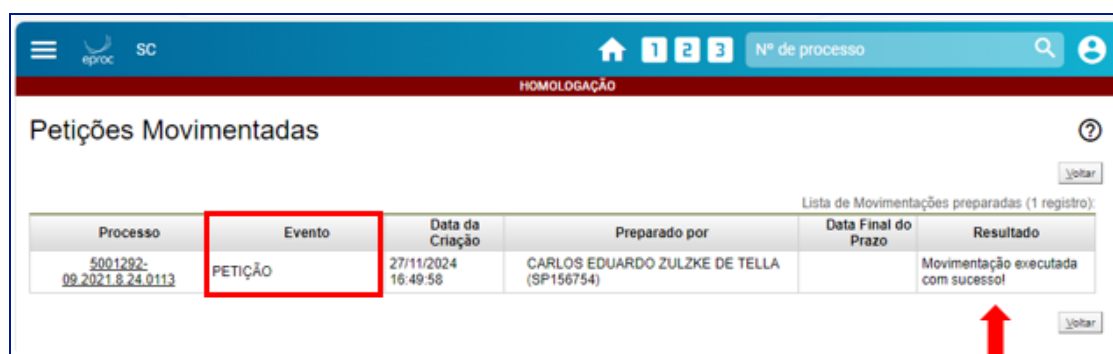 eproc SC 1 2 3 Nº de processo
HOMOLOGAÇÃO
Petições Movimentadas
Voltar
Lista de Movimentações preparadas (1 registro):
Processo Evento Data da Criação Preparado por Data Final do Prazo Resultado
5001292-
09.2021.8.24.0113
PETIÇÃO
27/11/2024
16:49:58
CARLOS EDUARDO ZULZKE DE TELLA
(SP156754)
Movimentação executada
com sucesso!
Voltar